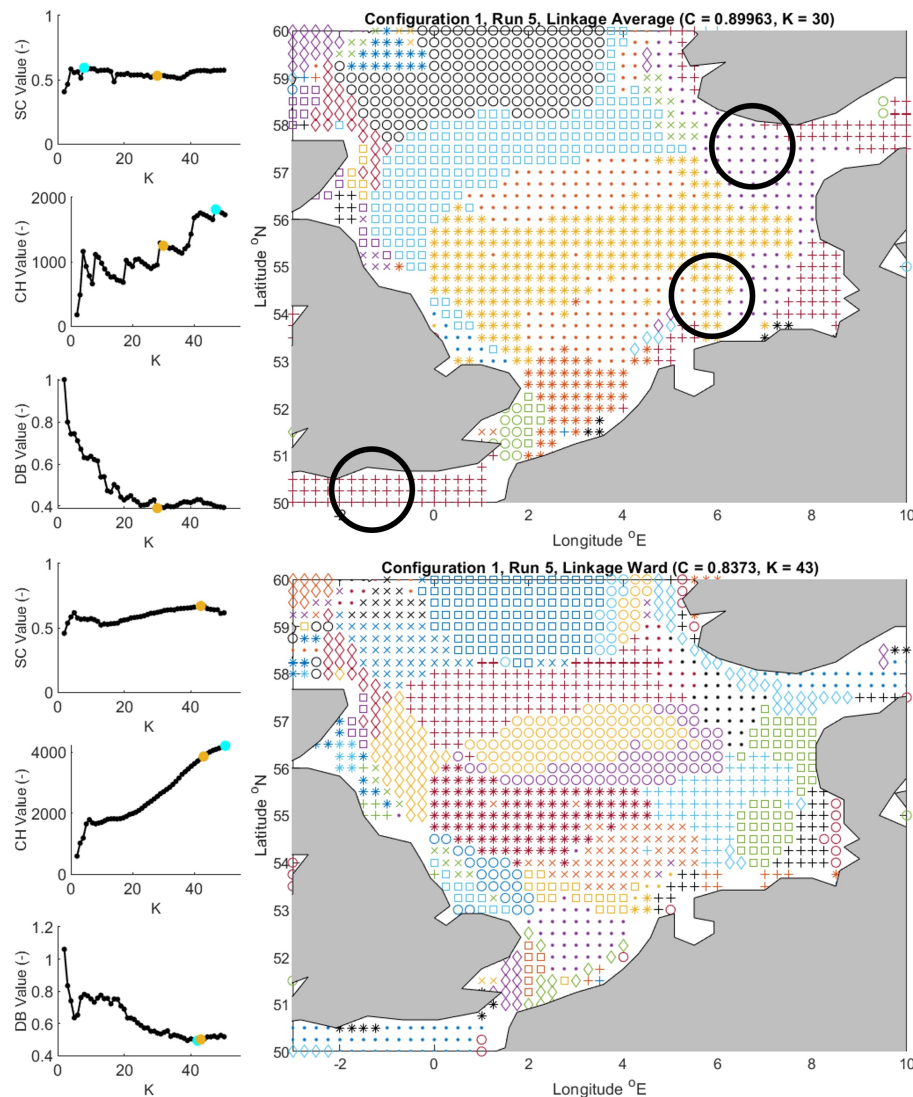 Configuration 1, Run 5, Linkage Average (C = 0.89963, K = 30)
1
0.5
0
SC Value (-)
0 20 40
K
2000
1000
0
CH Value (-)
0 20 40
K
1
0.8
0.6
0.4
DB Value (-)
0 20 40
K
60
59
58
57
56
55
54
53
52
51
50
Latitude °N
-2 0 2 4 6 8 10
Longitude °E
Configuration 1, Run 5, Linkage Ward (C = 0.8373, K = 43)
1
0.5
0
SC Value (-)
0 20 40
K
4000
2000
0
CH Value (-)
0 20 40
K
1.2
1
0.8
0.6
0.4
DB Value (-)
0 20 40
K
60
59
58
57
56
55
54
53
52
51
50
Latitude °N
-2 0 2 4 6 8 10
Longitude °E